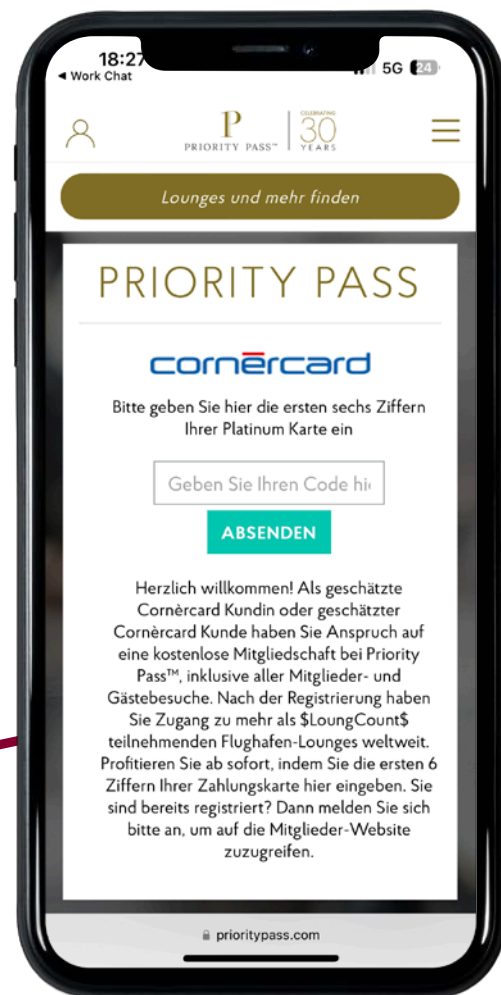 18:27
5G 24
Work Chat
P
PRIORITY PASS™
CELEBRATING
30
YEARS
Lounges und mehr finden
PRIORITY PASS
cornèrcard
Bitte geben Sie hier die ersten sechs Ziffern
Ihrer Platinum Karte ein
Geben Sie Ihren Code hi
ABSENDEN
Herzlich willkommen! Als geschätzte
Cornèrcard Kundin oder geschätzter
Cornèrcard Kunde haben Sie Anspruch auf
eine kostenlose Mitgliedschaft bei Priority
Pass™, inklusive aller Mitglieder- und
Gästebesuche. Nach der Registrierung haben
Sie Zugang zu mehr als $LoungCount$
teilnehmenden Flughafen-Lounges weltweit.
Profitieren Sie ab sofort, indem Sie die ersten 6
Ziffern Ihrer Zahlungskarte hier eingeben. Sie
sind bereits registriert? Dann melden Sie sich
bitte an, um auf die Mitglieder-Website
zuzugreifen.
prioritypass.com